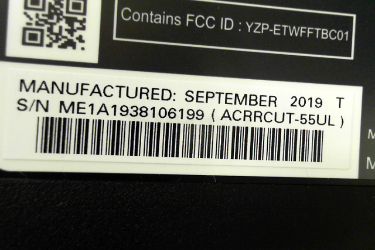 Contains FCC ID : YZP-ETWFFTBC01
MANUFACTURED: SEPTEMBER 2019 T
S/N ME1A1938106199 ( ACRRCUT-55UL )